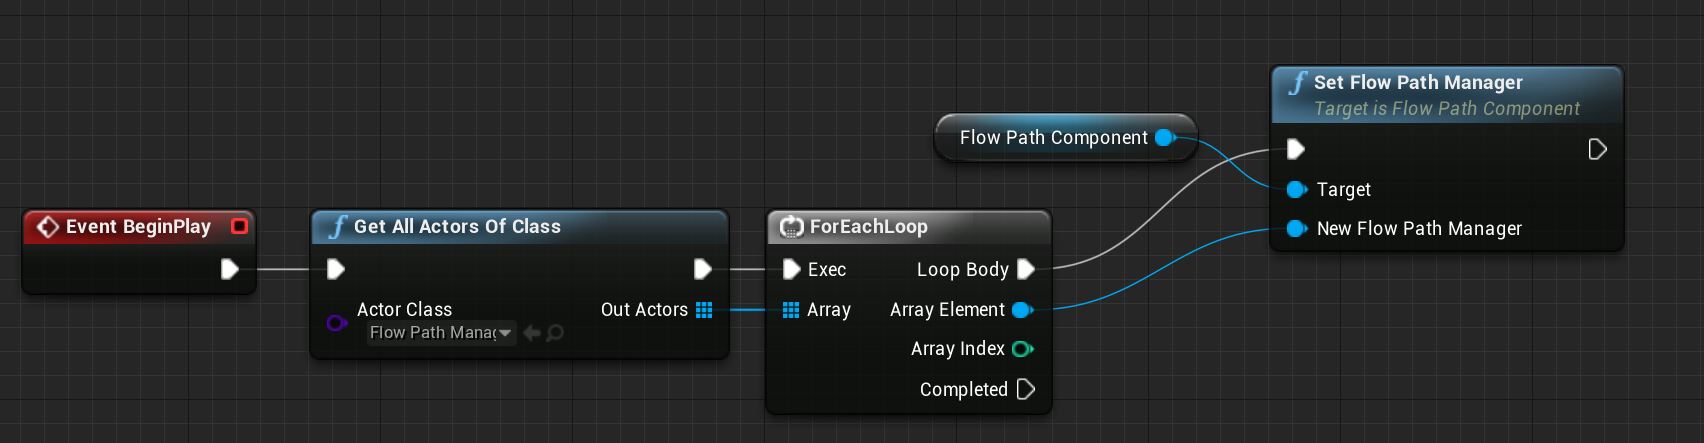 Event BeginPlay
Get All Actors Of Class
Actor Class
Flow Path Manag
Out Actors
ForEachLoop
Exec
Loop Body
Array
Array Element
Array Index
Completed
Flow Path Component
Set Flow Path Manager
Target is Flow Path Component
Target
New Flow Path Manager